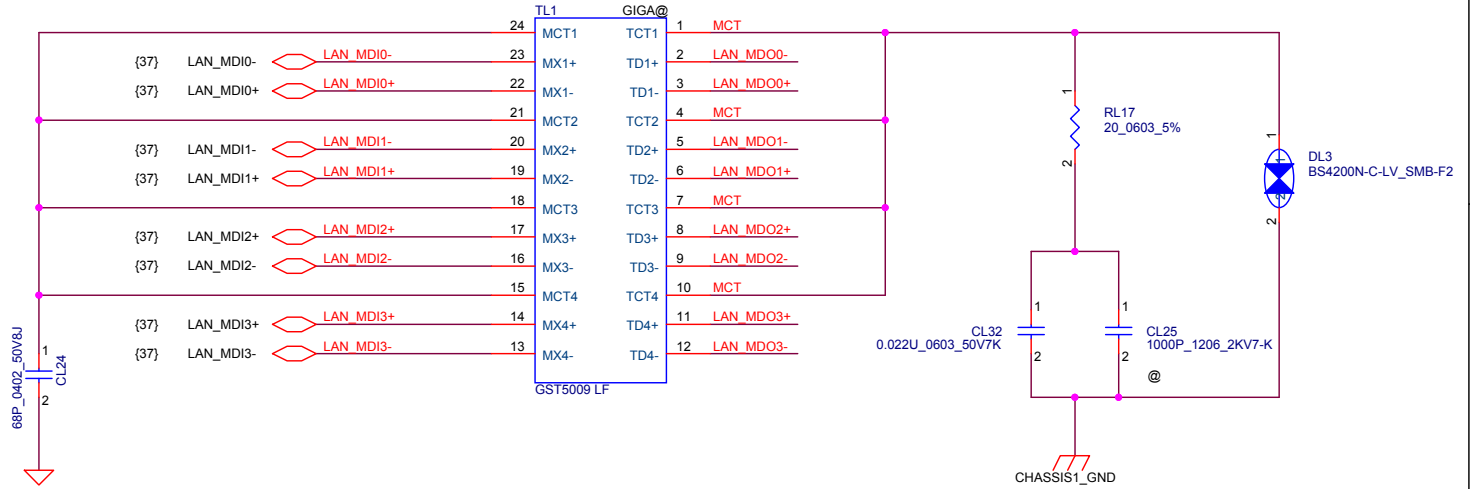 TL1 GIGA@
24 MCT1 TCT1 1 MCT
{37} LAN_MDI0- LAN_MDI0- 23 MX1+ TD1+ 2 LAN_MDO0-
{37} LAN_MDI0+ LAN_MDI0+ 22 MX1- TD1- 3 LAN_MDO0+
21 MCT2 TCT2 4 MCT
{37} LAN_MDI1- LAN_MDI1- 20 MX2+ TD2+ 5 LAN_MDO1-
{37} LAN_MDI1+ LAN_MDI1+ 19 MX2- TD2- 6 LAN_MDO1+
18 MCT3 TCT3 7 MCT
{37} LAN_MDI2+ LAN_MDI2+ 17 MX3+ TD3+ 8 LAN_MDO2+
{37} LAN_MDI2- LAN_MDI2- 16 MX3- TD3- 9 LAN_MDO2-
15 MCT4 TCT4 10 MCT
{37} LAN_MDI3+ LAN_MDI3+ 14 MX4+ TD4+ 11 LAN_MDO3+
{37} LAN_MDI3- LAN_MDI3- 13 MX4- TD4- 12 LAN_MDO3-
GST5009 LF
1
2
CL24
68P_0402_50V8J
1
RL17
20_0603_5%
2
1
DL3
BS4200N-C-LV_SMB-F2
1
2
2
1
CL32
0.022U_0603_50V7K
2
1
CL25
1000P_1206_2KV7-K
2
@
CHASSIS1_GND